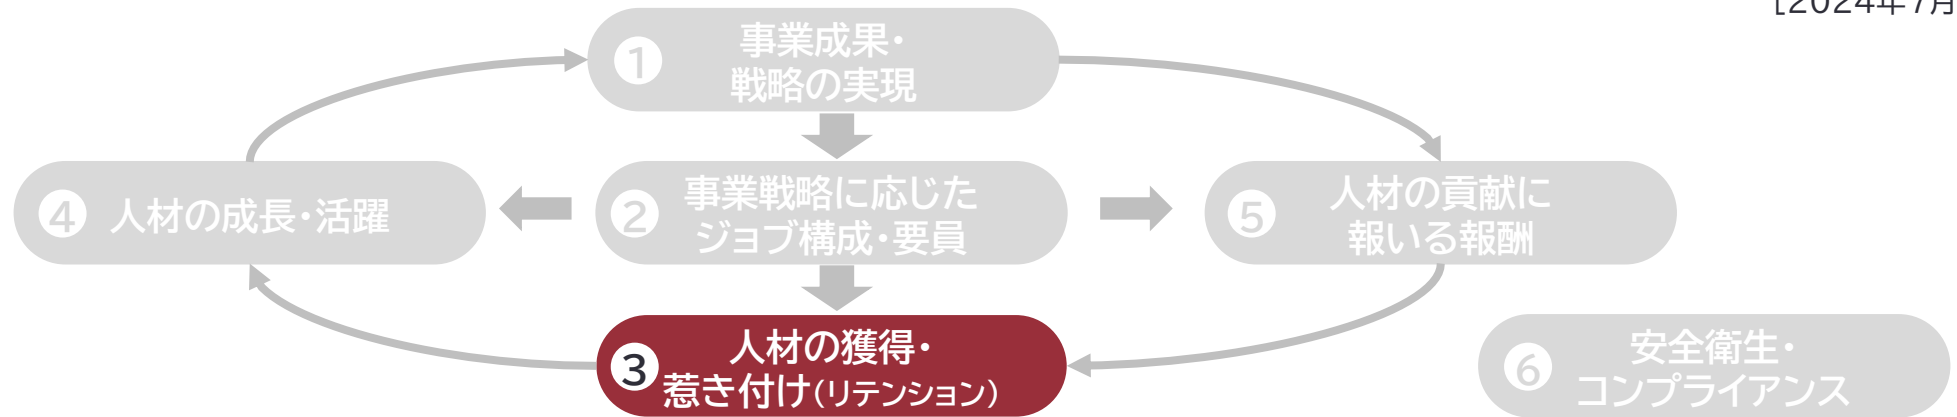 [2024年7月
1
事業成果・
戦略の実現
4
人材の成長・活躍
2
事業戦略に応じた
ジョブ構成・要員
5
人材の貢献に
報いる報酬
3
人材の獲得・
惹き付け(リテンション)
6
安全衛生・
コンプライアンス